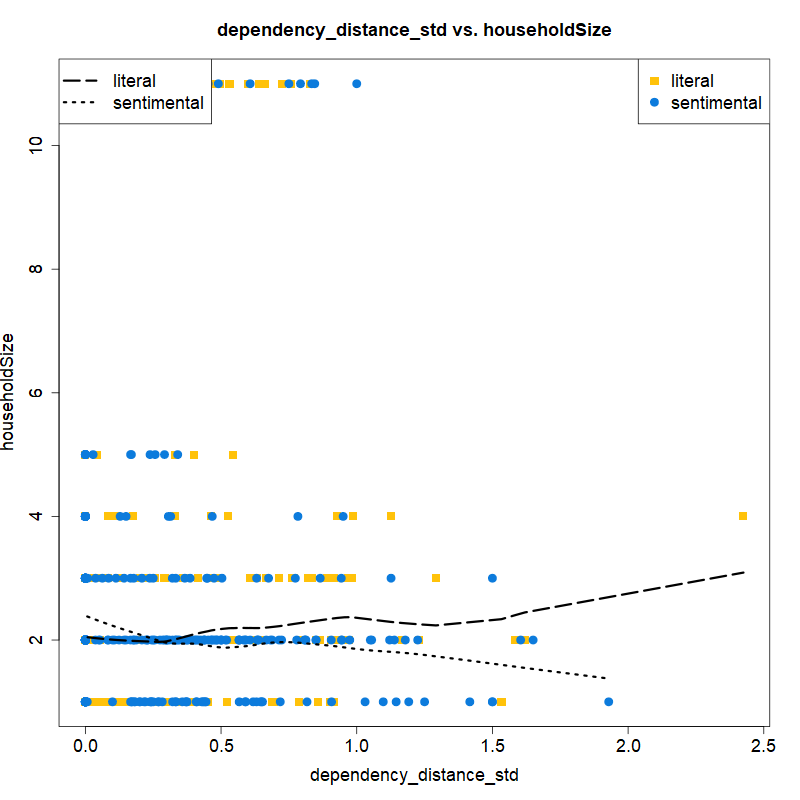 dependency_distance_std vs. householdSize
literal
sentimental
literal
sentimental
householdSize
10
8
6
4
2
0.0 0.5 1.0 1.5 2.0 2.5
dependency_distance_std